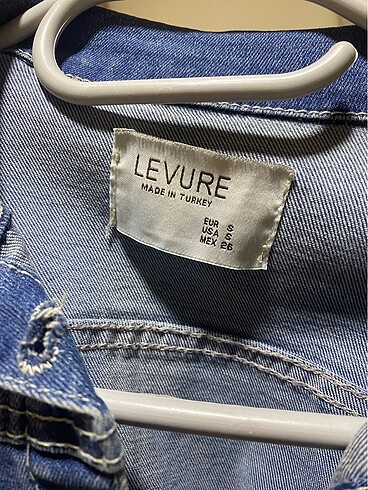 LEVURE
MADE IN TURKEY
EUR S
USA S
MEX 26